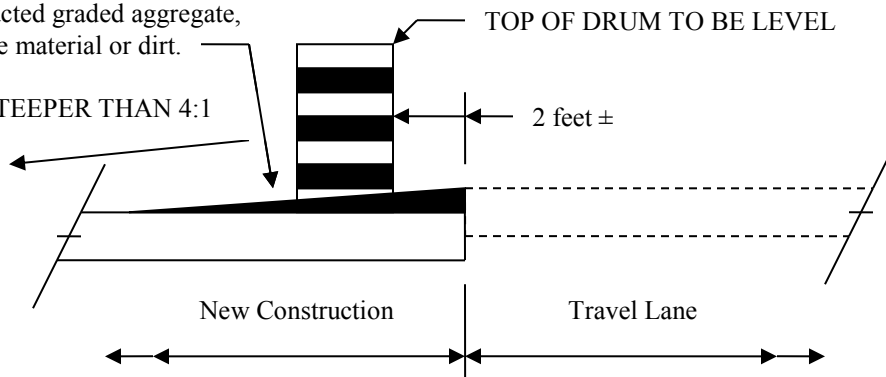 cted graded aggregate,
material or dirt.
TOP OF DRUM TO BE LEVEL
TEEPER THAN 4:1
2 feet ±
New Construction
Travel Lane